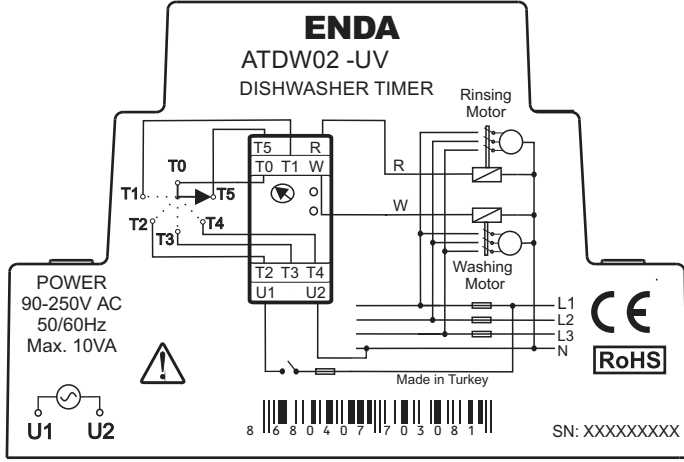 ENDA
ATDW02 -UV
DISHWASHER TIMER
Rinsing
Motor
T5 R
T0 T1 W
T0
T1
T5
T2
T4
T3
R
W
T2 T3 T4
U1 U2
Washing
Motor
POWER
90-250V AC
50/60Hz
Max. 10VA
L1
L2
L3
N
CE
RoHS
Made in Turkey
U1 U2
8 680407 703081
SN: XXXXXXXXX